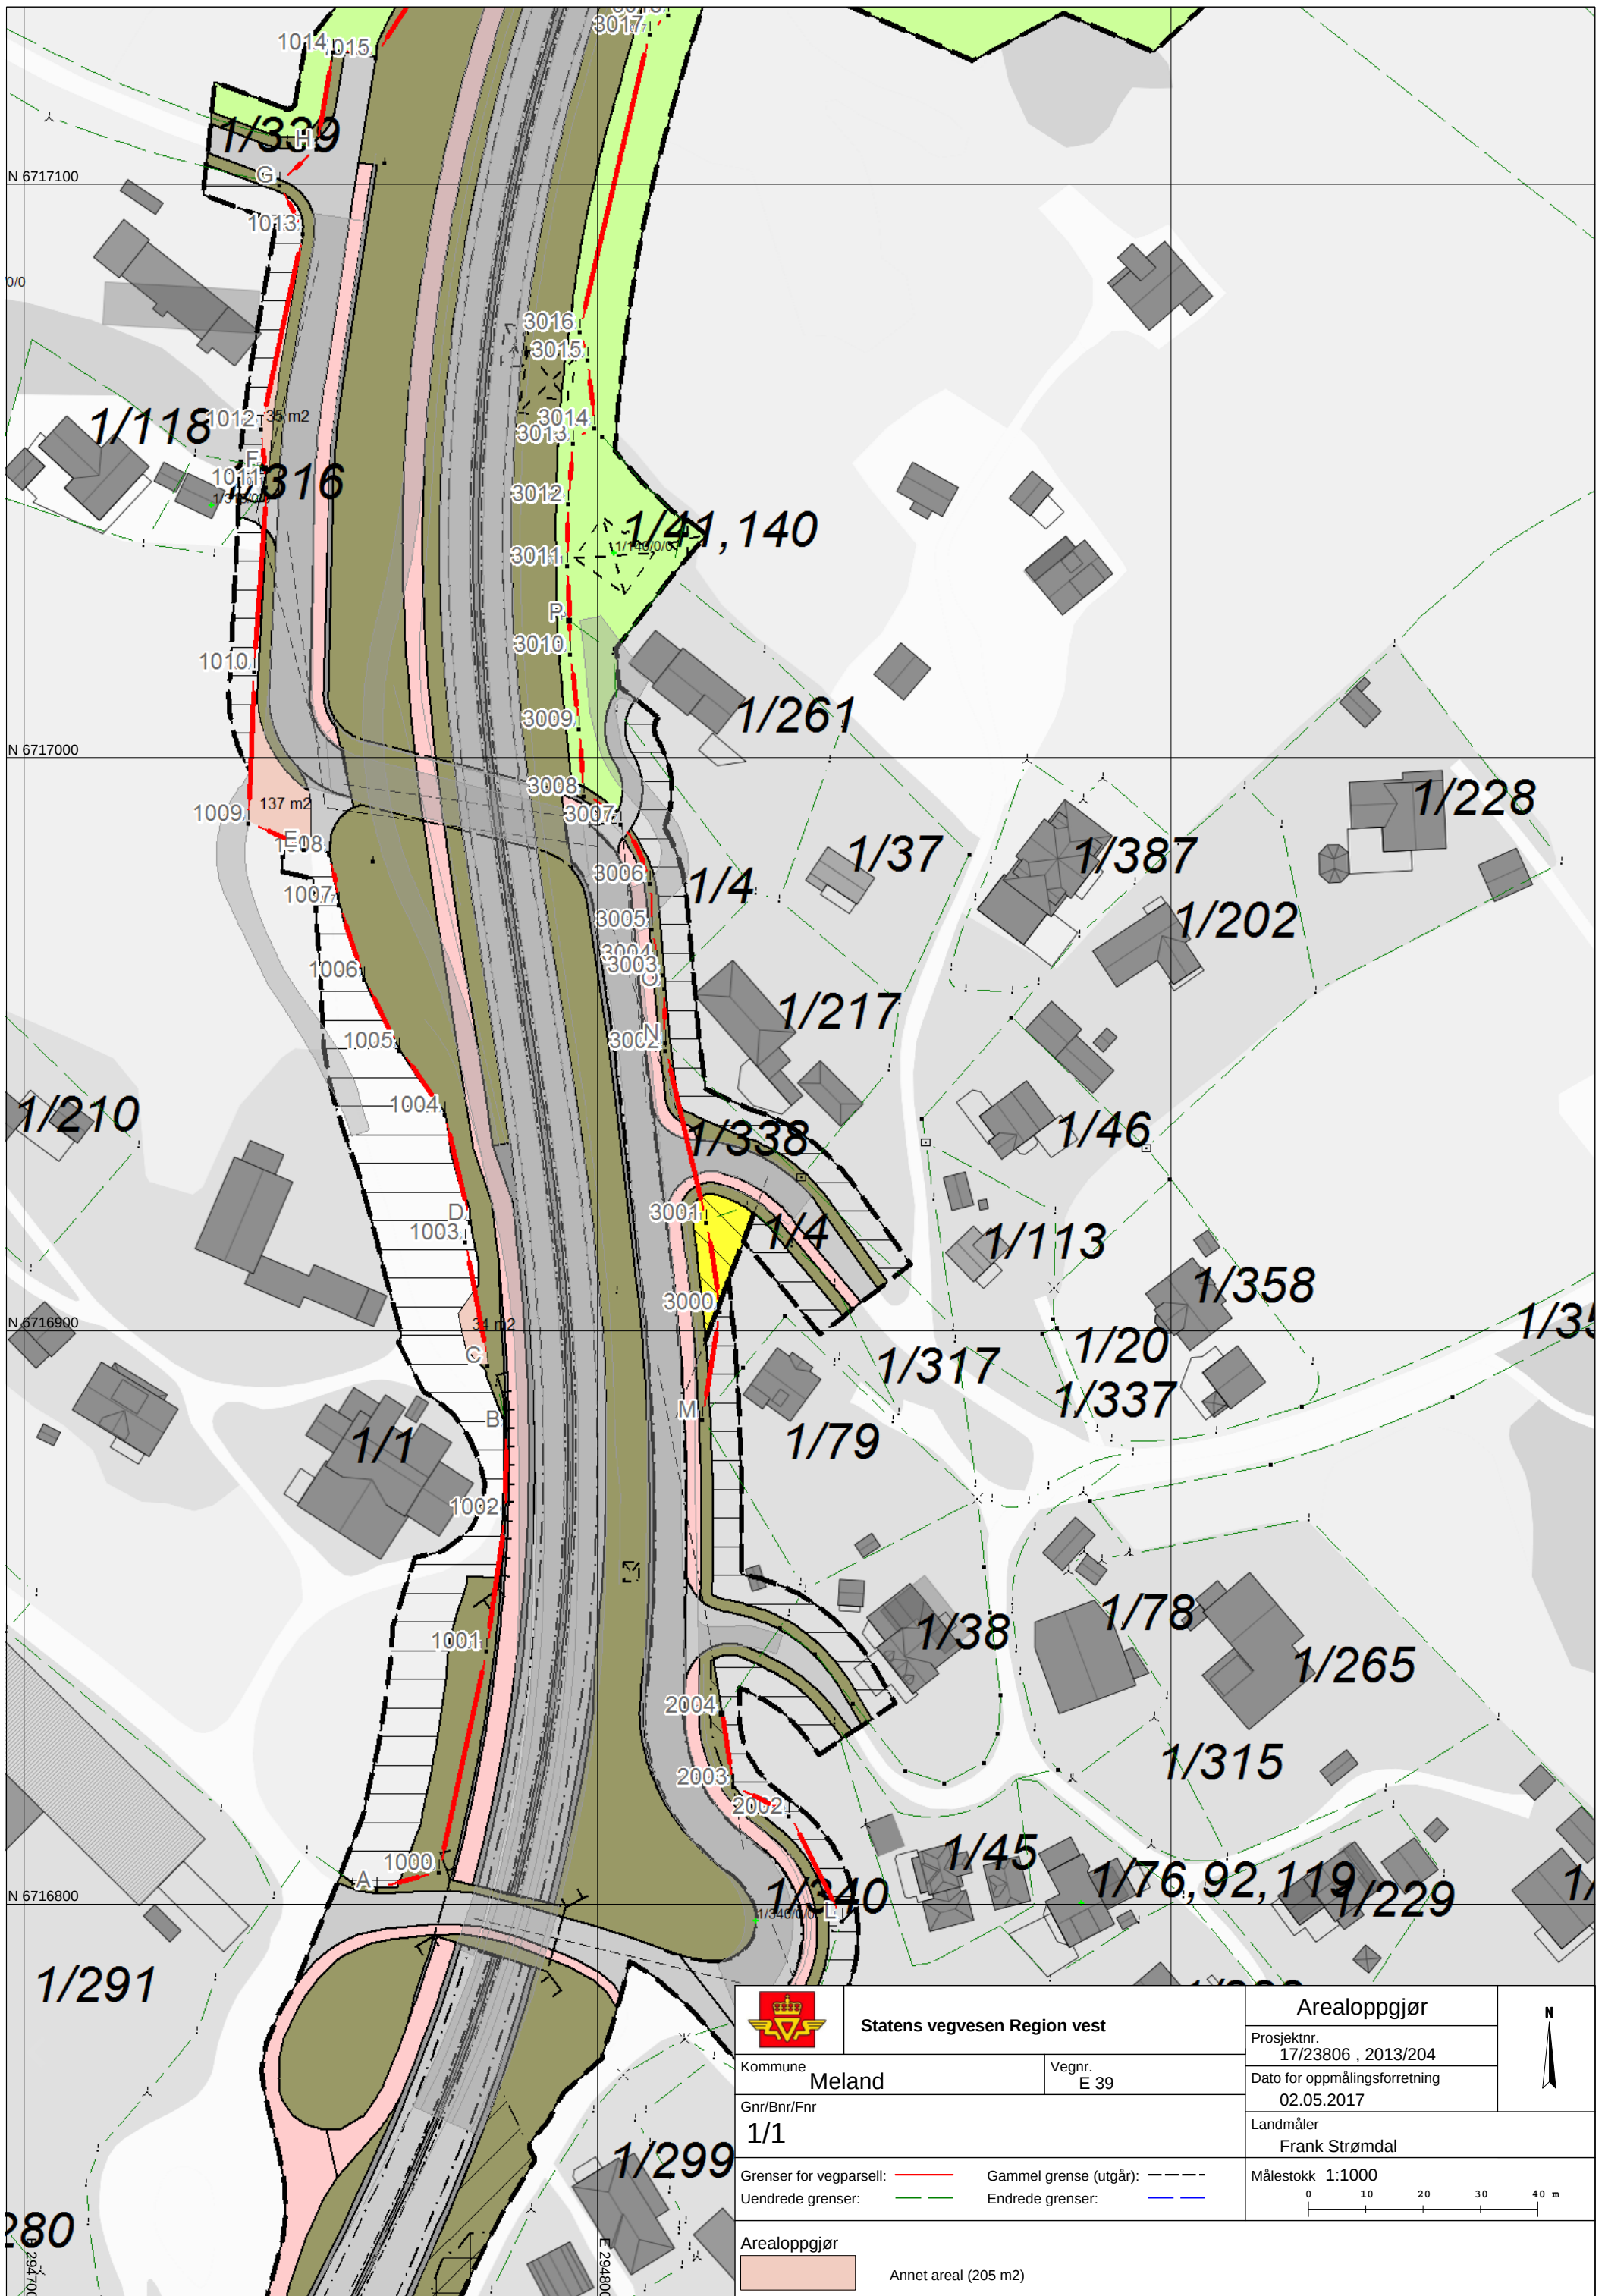 3017
1014
1015
1/339
H
G
N 6717100
1013
0/0
3016
3015
1/118
1012
35 m2
3014
3013
F
1011
1/316
3012
1/41,140
3011
P
3010
1010
1/261
3009
N 6717000
3008
3007
137 m2
1009
E
1008
1/228
1/37
1/387
3006
1007
1/4
3005
1/202
3004
3003
1006
O
1/217
1005
3002
N
1004
1/210
1/46
1/338
D
1003
3001
1/4
1/113
1/358
3000
34 m2
N 6716900
C
1/20
1/317
1/337
B
M
1/1
1/79
1002
1/78
1/38
1001
1/265
2004
1/315
2003
2002
1/45
1000
A
1/76,92,119
1/229
N 6716800
1/340
L
1/291
Statens vegvesen Region vest
Arealoppgjør
N
Prosjektnr.
17/23806 , 2013/204
Kommune
Meland
Vegnr.
E 39
Dato for oppmålingsforretning
02.05.2017
Gnr/Bnr/Fnr
1/1
Landmåler
Frank Strømdal
1/299
Grenser for vegparsell:
Gammel grense (utgår):
Uendrede grenser:
Endrede grenser:
Målestokk 1:1000
0 10 20 30 40 m
280
E 294700
E 294800
Arealoppgjør
Annet areal (205 m2)